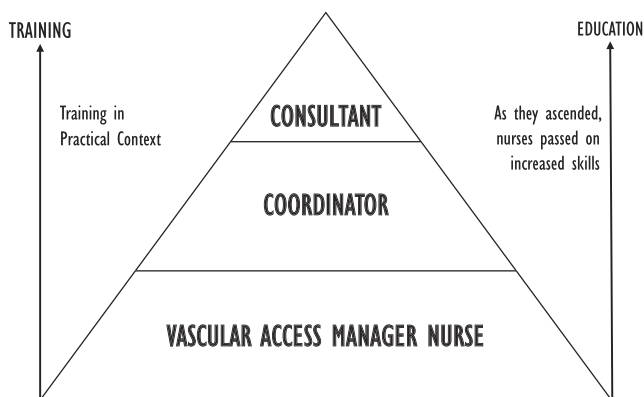 TRAINING
EDUCATION
Training in
Practical Context
As they ascended,
nurses passed on
increased skills
CONSULTANT
COORDINATOR
VASCULAR ACCESS MANAGER NURSE